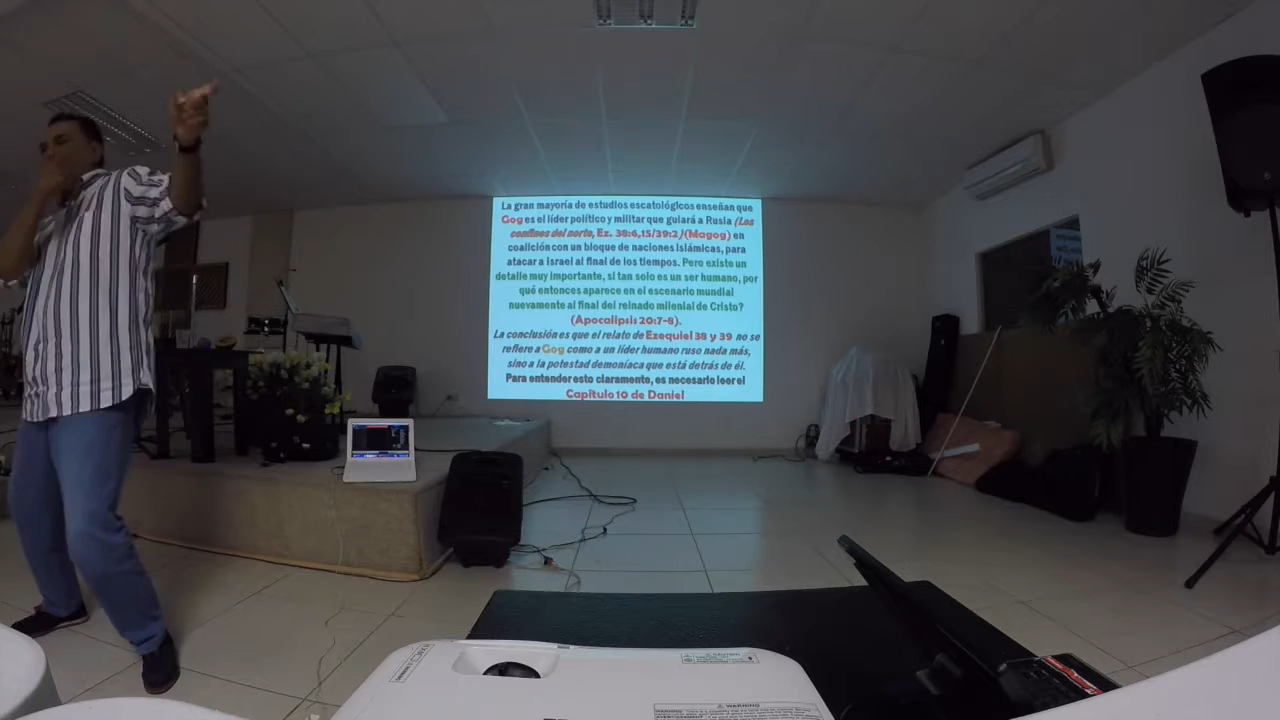 La gran mayoría de estudios escatológicos enseñan que
Gog es el líder político y militar que guiará a Rusia (Los
confines del norte, Ez. 38:6,15/39:2)(Magog) en
coalición con un bloque de naciones islámicas, para
atacar a Israel al final de los tiempos. Pero existe un
detalle muy importante, si tan solo es un ser humano, por
qué entonces aparece en el escenario mundial
nuevamente al final del reinado milenial de Cristo?
(Apocalipsis 20:7-8).
La conclusión es que el relato de Ezequiel 38 y 39 no se
refiere a Gog como a un líder humano ruso nada más,
sino a la potestad demoníaca que está detrás de él.
Para entender esto claramente, es necesario leer el
Capítulo 10 de Daniel
CAUTION
WARNING